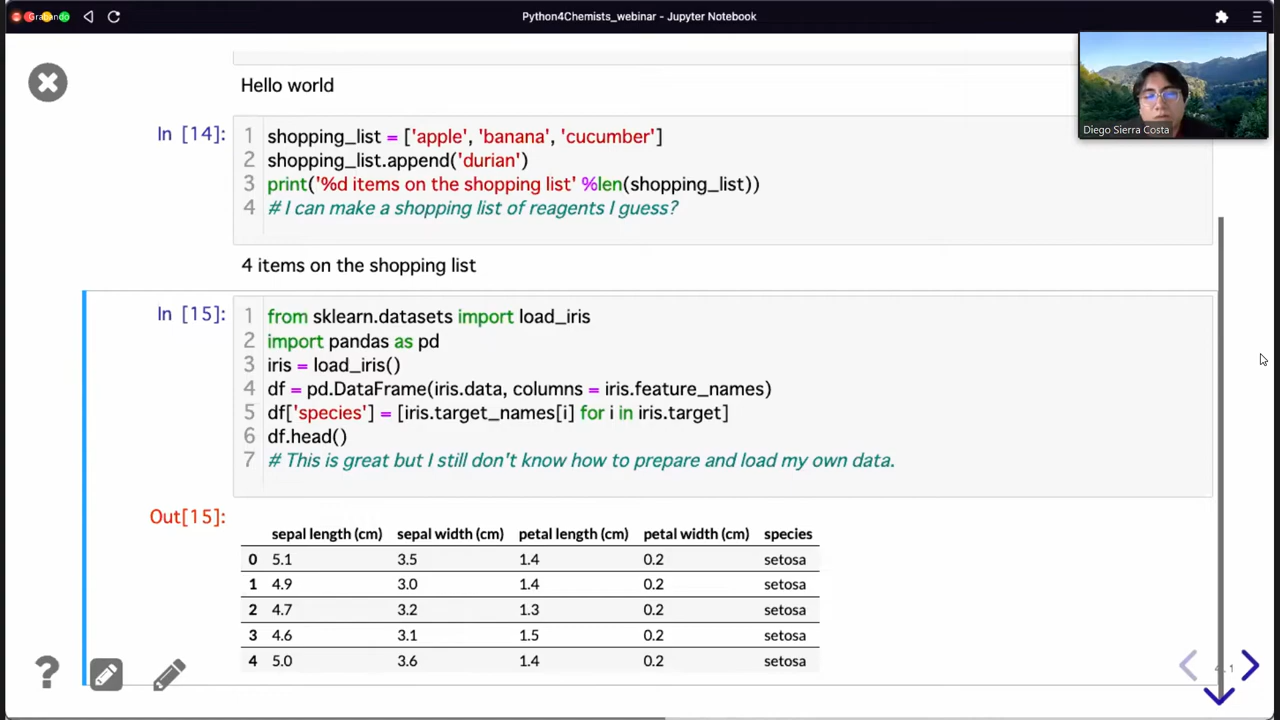 Grabando
Python4Chemists_webinar - Jupyter Notebook
Diego Sierra Costa
Hello world
In [14]:
1 shopping_list = ['apple', 'banana', 'cucumber']
2 shopping_list.append('durian')
3 print('%d items on the shopping list' %len(shopping_list))
4 # I can make a shopping list of reagents I guess?
4 items on the shopping list
In [15]:
1 from sklearn.datasets import load_iris
2 import pandas as pd
3 iris = load_iris()
4 df = pd.DataFrame(iris.data, columns = iris.feature_names)
5 df['species'] = [iris.target_names[i] for i in iris.target]
6 df.head()
7 # This is great but I still don't know how to prepare and load my own data.
Out[15]:
sepal length (cm) sepal width (cm) petal length (cm) petal width (cm) species
0 5.1 3.5 1.4 0.2 setosa
1 4.9 3.0 1.4 0.2 setosa
2 4.7 3.2 1.3 0.2 setosa
3 4.6 3.1 1.5 0.2 setosa
4 5.0 3.6 1.4 0.2 setosa